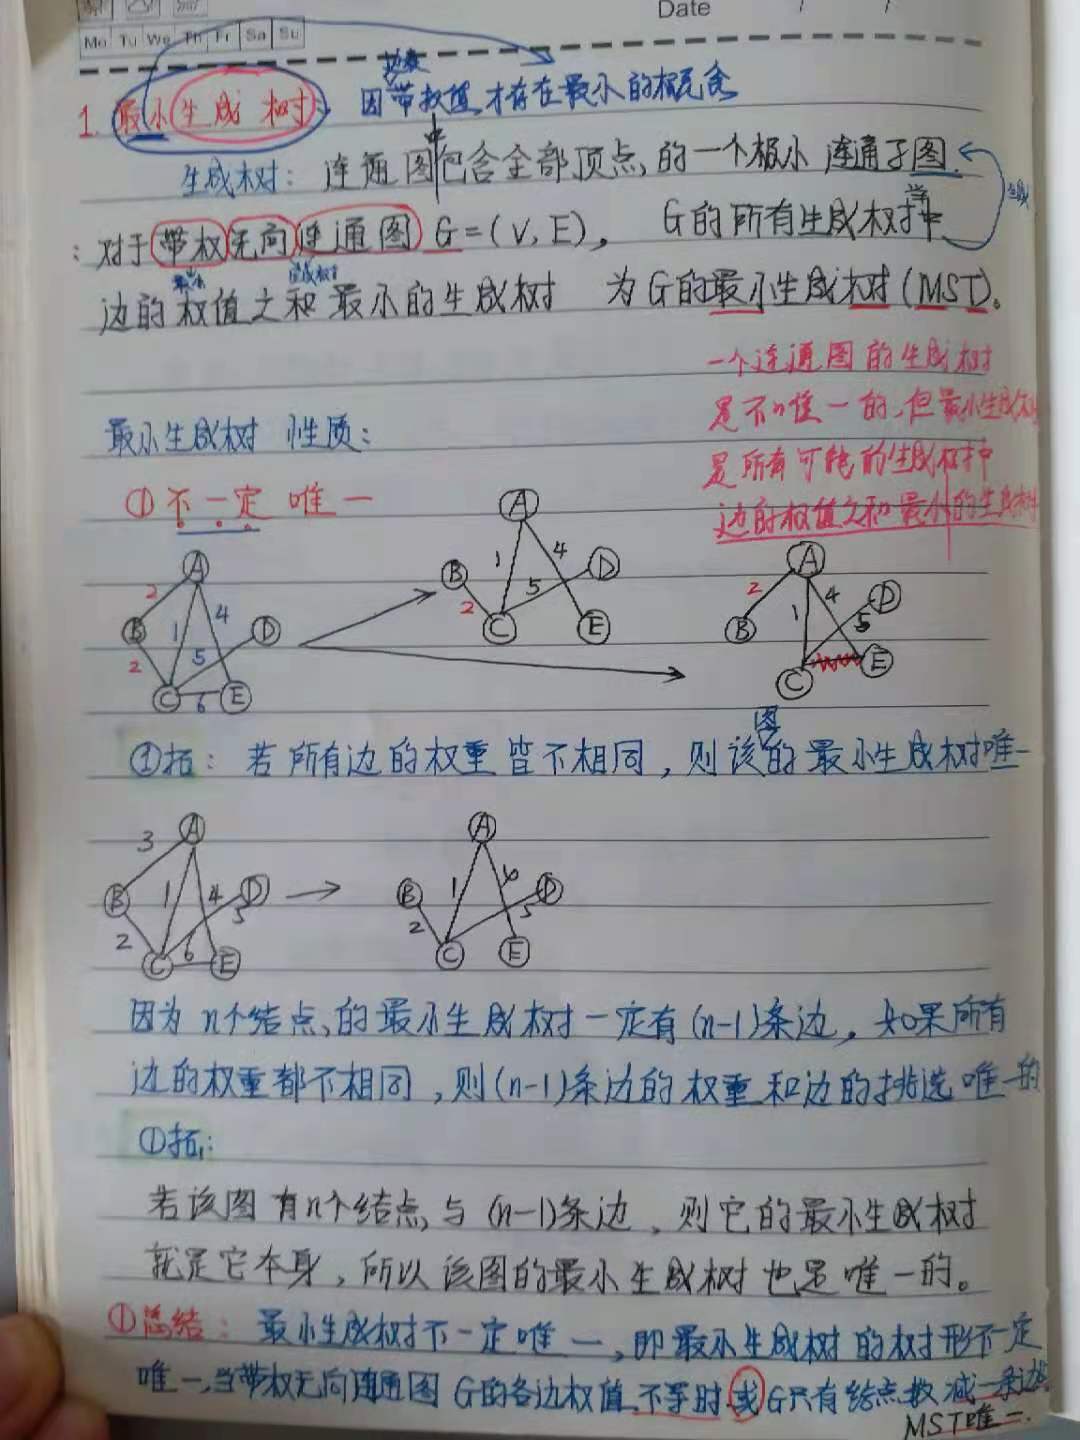 Date / /
Mo Tu We Th Fr Sa Su
1. 最小生成树: 因带权值,才存在最小的概念
边数
生成树: 连通图包含全部顶点的一个极小连通子图
中
生成
: 对于带权无向连通图 G=(V,E), G的所有生成树中
当
边的权值之和最小的生成树 为G的最小生成树(MST)。
最小
生成树
一个连通图的生成树
是不唯一的,但最小生成树
是所有可能的生成树中
边的权值之和最小的生成树
最小生成树 性质:
①不一定唯一
A B C D E 2 2 1 4 5 6
A B C D E 1 4 2 5
A B C D E 2 1 4 5
①拓: 若所有边的权重皆不相同,则该图的最小生成树唯一
A B C D E 3 1 4 5 2 6
A B C D E 1 4 5 2
因为n个结点的最小生成树一定有(n-1)条边,如果所有
边的权重都不相同,则(n-1)条边的权重和边的挑选唯一的
①拓:
若该图有n个结点与(n-1)条边,则它的最小生成树
就是它本身,所以该图的最小生成树也是唯一的。
①总结: 最小生成树不一定唯一,即最小生成树的树形不一定
唯一,当带权无向连通图G的各边权值不等时或G只有结点数减一条边时
MST唯一.